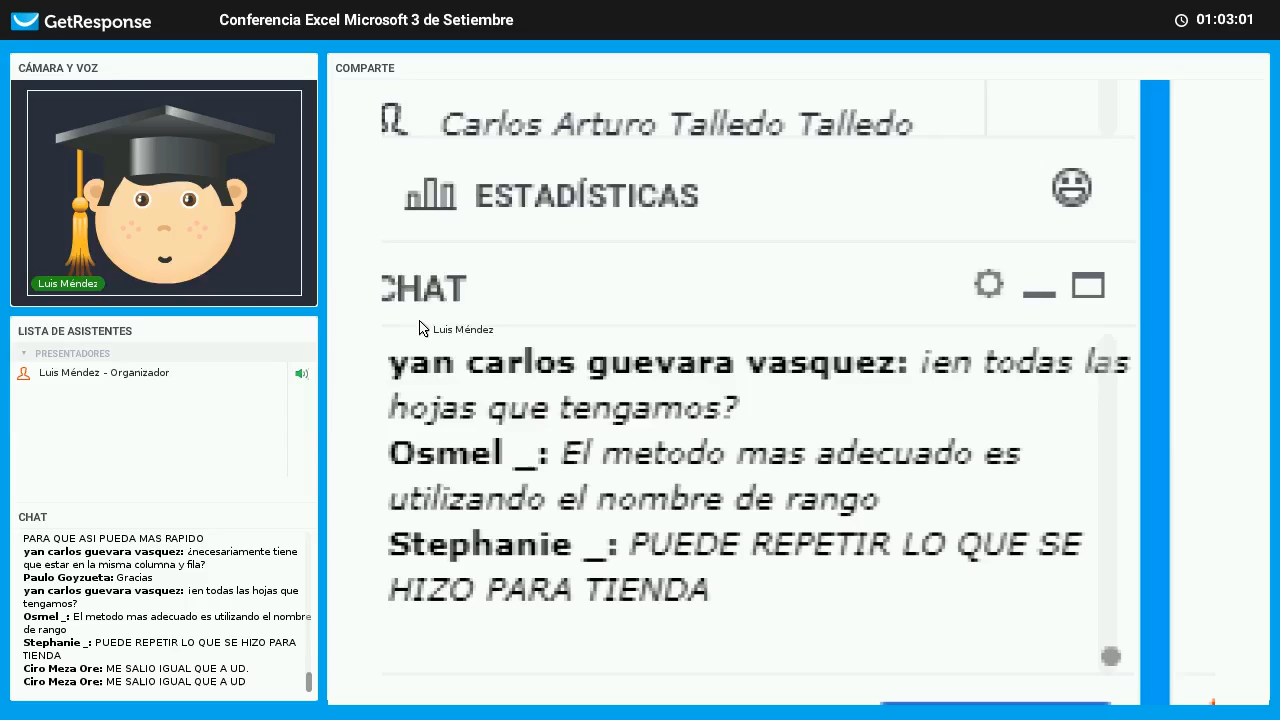 GetResponse
Conferencia Excel Microsoft 3 de Setiembre
01:03:01
CÁMARA Y VOZ
Luis Méndez
LISTA DE ASISTENTES
PRESENTADORES
Luis Méndez - Organizador
CHAT
PARA QUE ASI PUEDA MAS RAPIDO
yan carlos guevara vasquez: ¿necesariamente tiene
que estar en la misma columna y fila?
Paulo Goyzueta: Gracias
yan carlos guevara vasquez: ien todas las hojas que
tengamos?
Osmel _: El metodo mas adecuado es utilizando el nombre
de rango
Stephanie _: PUEDE REPETIR LO QUE SE HIZO PARA
TIENDA
Ciro Meza Ore: ME SALIO IGUAL QUE A UD.
Ciro Meza Ore: ME SALIO IGUAL QUE A UD
COMPARTE
Carlos Arturo Talledo Talledo
ESTADÍSTICAS
CHAT
Luis Méndez
yan carlos guevara vasquez: ien todas las
hojas que tengamos?
Osmel _: El metodo mas adecuado es
utilizando el nombre de rango
Stephanie _: PUEDE REPETIR LO QUE SE
HIZO PARA TIENDA